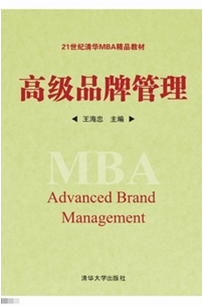 21世纪清华MBA精品教材
高级品牌管理
◀ 王海忠 主编 ▶
MBA
Advanced Brand
Management
清华大学出版社